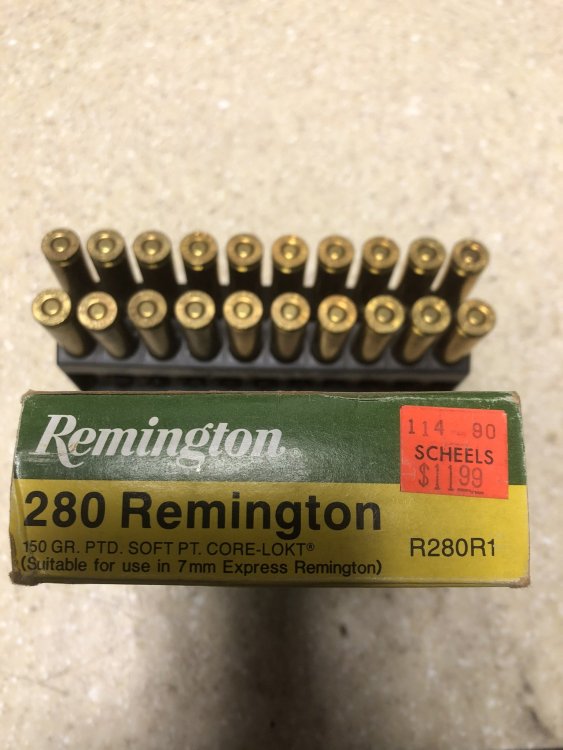 Remington®
114-80
SCHEELS
$11.99
280 Remington
150 GR. PTD. SOFT PT. CORE-LOKT®
R280R1
(Suitable for use in 7mm Express Remington)